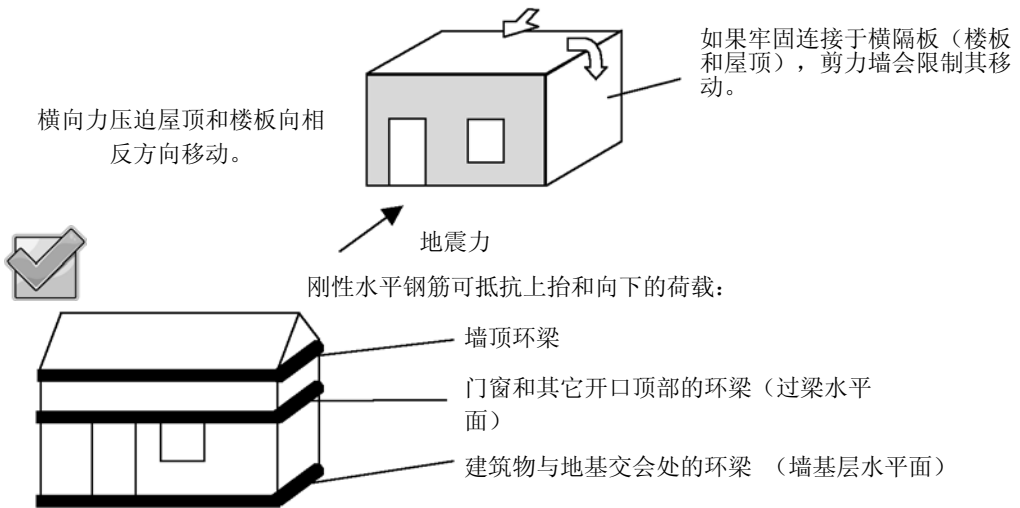 如果牢固连接于横隔板（楼板
和屋顶），剪力墙会限制其移
动。
横向力压迫屋顶和楼板向相
反方向移动。
地震力
刚性水平钢筋可抵抗上抬和向下的荷载：
墙顶环梁
门窗和其它开口顶部的环梁（过梁水平
面）
建筑物与地基交会处的环梁 （墙基层水平面）